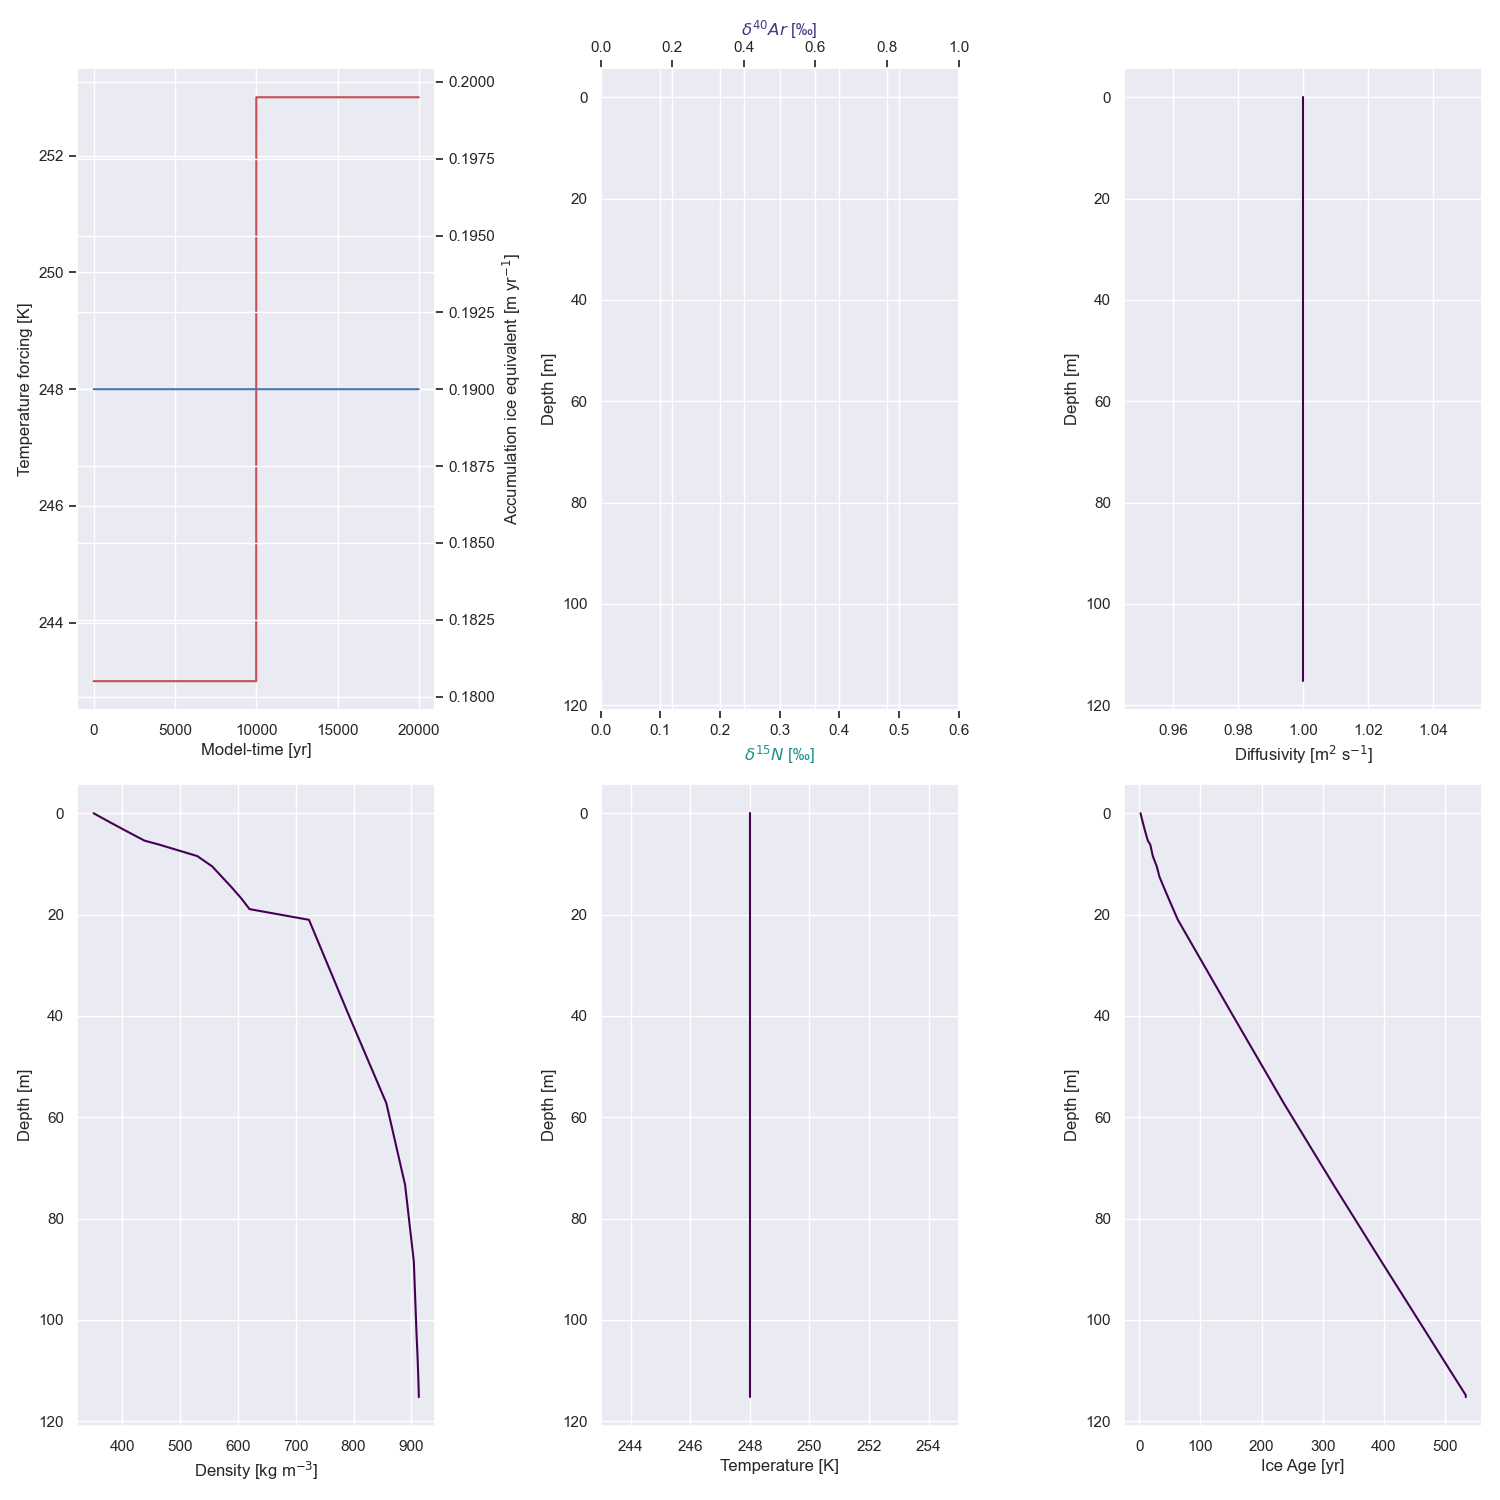 δ⁴⁰Ar [‰]
0.0 0.2 0.4 0.6 0.8 1.0
252
250
248
246
244
Temperature forcing [K]
0.2000
0.1975
0.1950
0.1925
0.1900
0.1875
0.1850
0.1825
0.1800
Accumulation ice equivalent [m yr⁻¹]
0 5000 10000 15000 20000
Model-time [yr]
0
20
40
60
80
100
120
Depth [m]
0.0 0.1 0.2 0.3 0.4 0.5 0.6
δ¹⁵N [‰]
0
20
40
60
80
100
120
Depth [m]
0.96 0.98 1.00 1.02 1.04
Diffusivity [m² s⁻¹]
0
20
40
60
80
100
120
Depth [m]
400 500 600 700 800 900
Density [kg m⁻³]
0
20
40
60
80
100
120
Depth [m]
244 246 248 250 252 254
Temperature [K]
0
20
40
60
80
100
120
Depth [m]
0 100 200 300 400 500
Ice Age [yr]